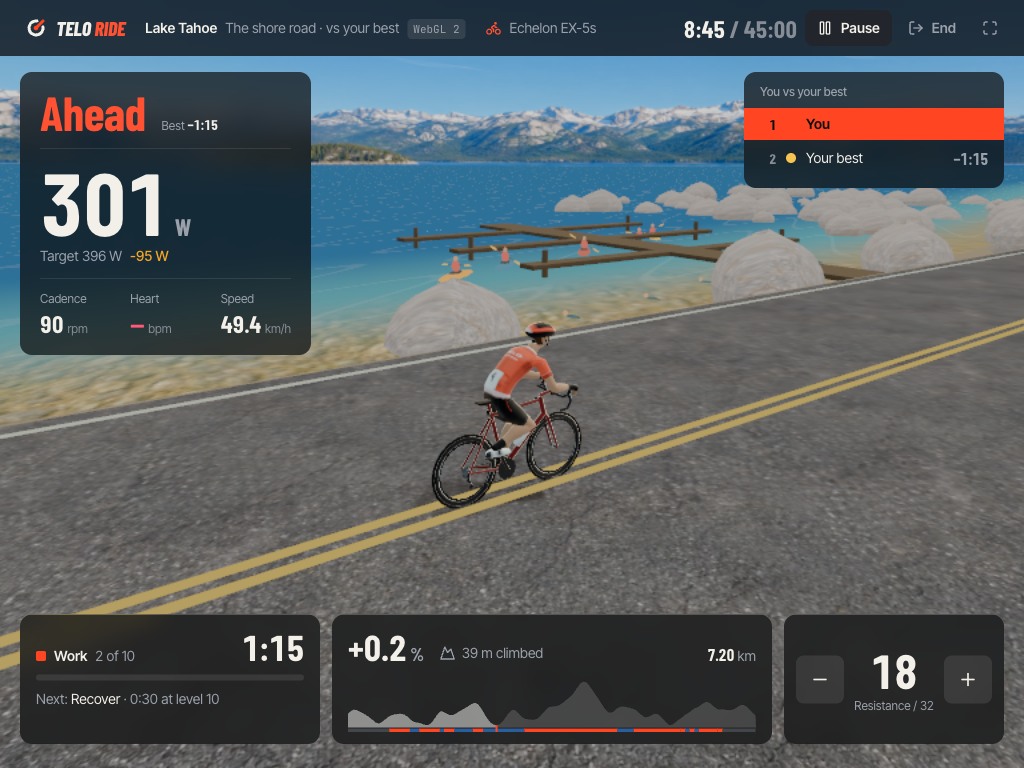 TELO RIDE Lake Tahoe The shore road · vs your best WebGL 2 Echelon EX-5s 8:45 / 45:00 Pause End
Ahead Best −1:15
301 W
Target 396 W -95 W
Cadence Heart Speed
90 rpm — bpm 49.4 km/h
You vs your best
1 You
2 Your best −1:15
Work 2 of 10 1:15
Next: Recover · 0:30 at level 10
+0.2 % 39 m climbed 7.20 km
− 18 +
Resistance / 32